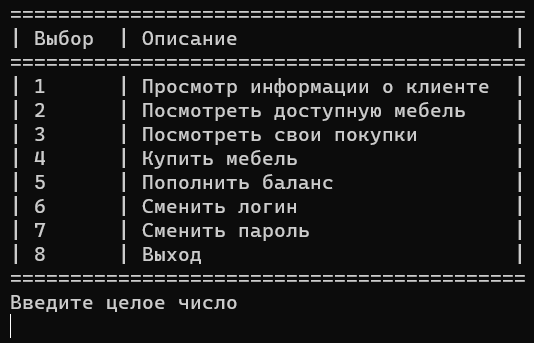 ===========================================
| Выбор  | Описание                       |
===========================================
| 1      | Просмотр информации о клиенте  |
| 2      | Посмотреть доступную мебель    |
| 3      | Посмотреть свои покупки        |
| 4      | Купить мебель                  |
| 5      | Пополнить баланс               |
| 6      | Сменить логин                  |
| 7      | Сменить пароль                 |
| 8      | Выход                          |
===========================================
Введите целое число